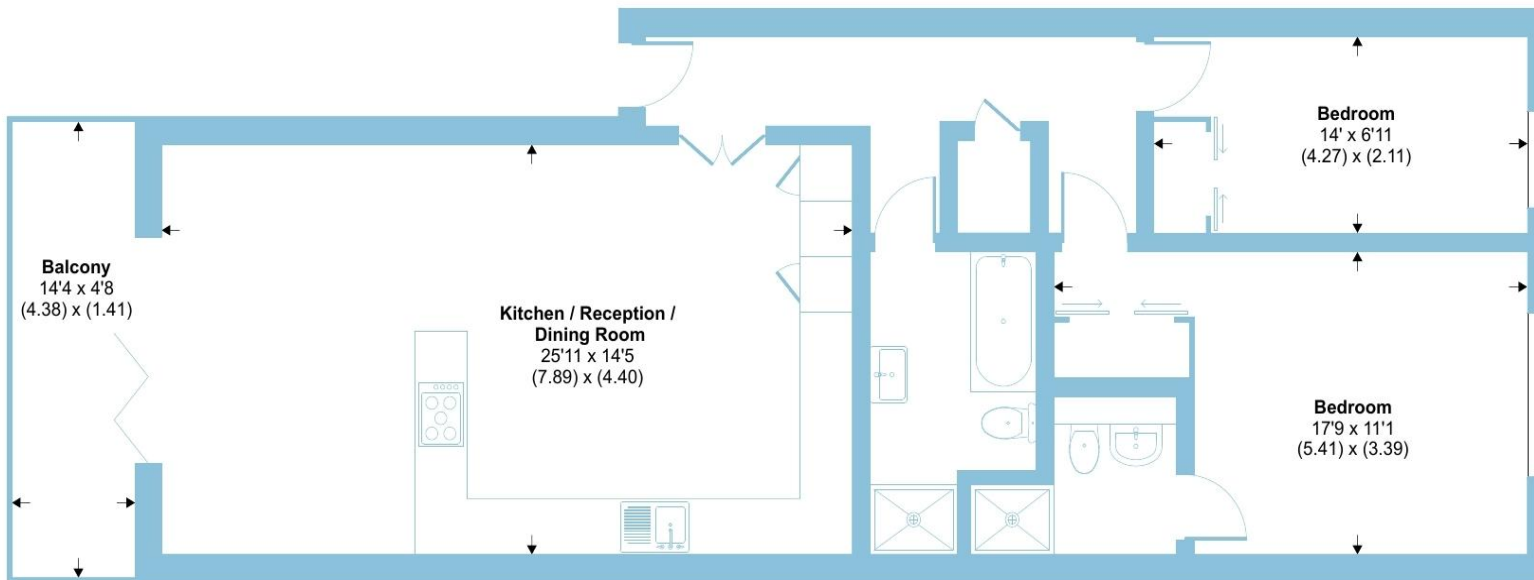 Bedroom
14' x 6'11
(4.27) x (2.11)
Balcony
14'4 x 4'8
(4.38) x (1.41)
Kitchen / Reception /
Dining Room
25'11 x 14'5
(7.89) x (4.40)
Bedroom
17'9 x 11'1
(5.41) x (3.39)